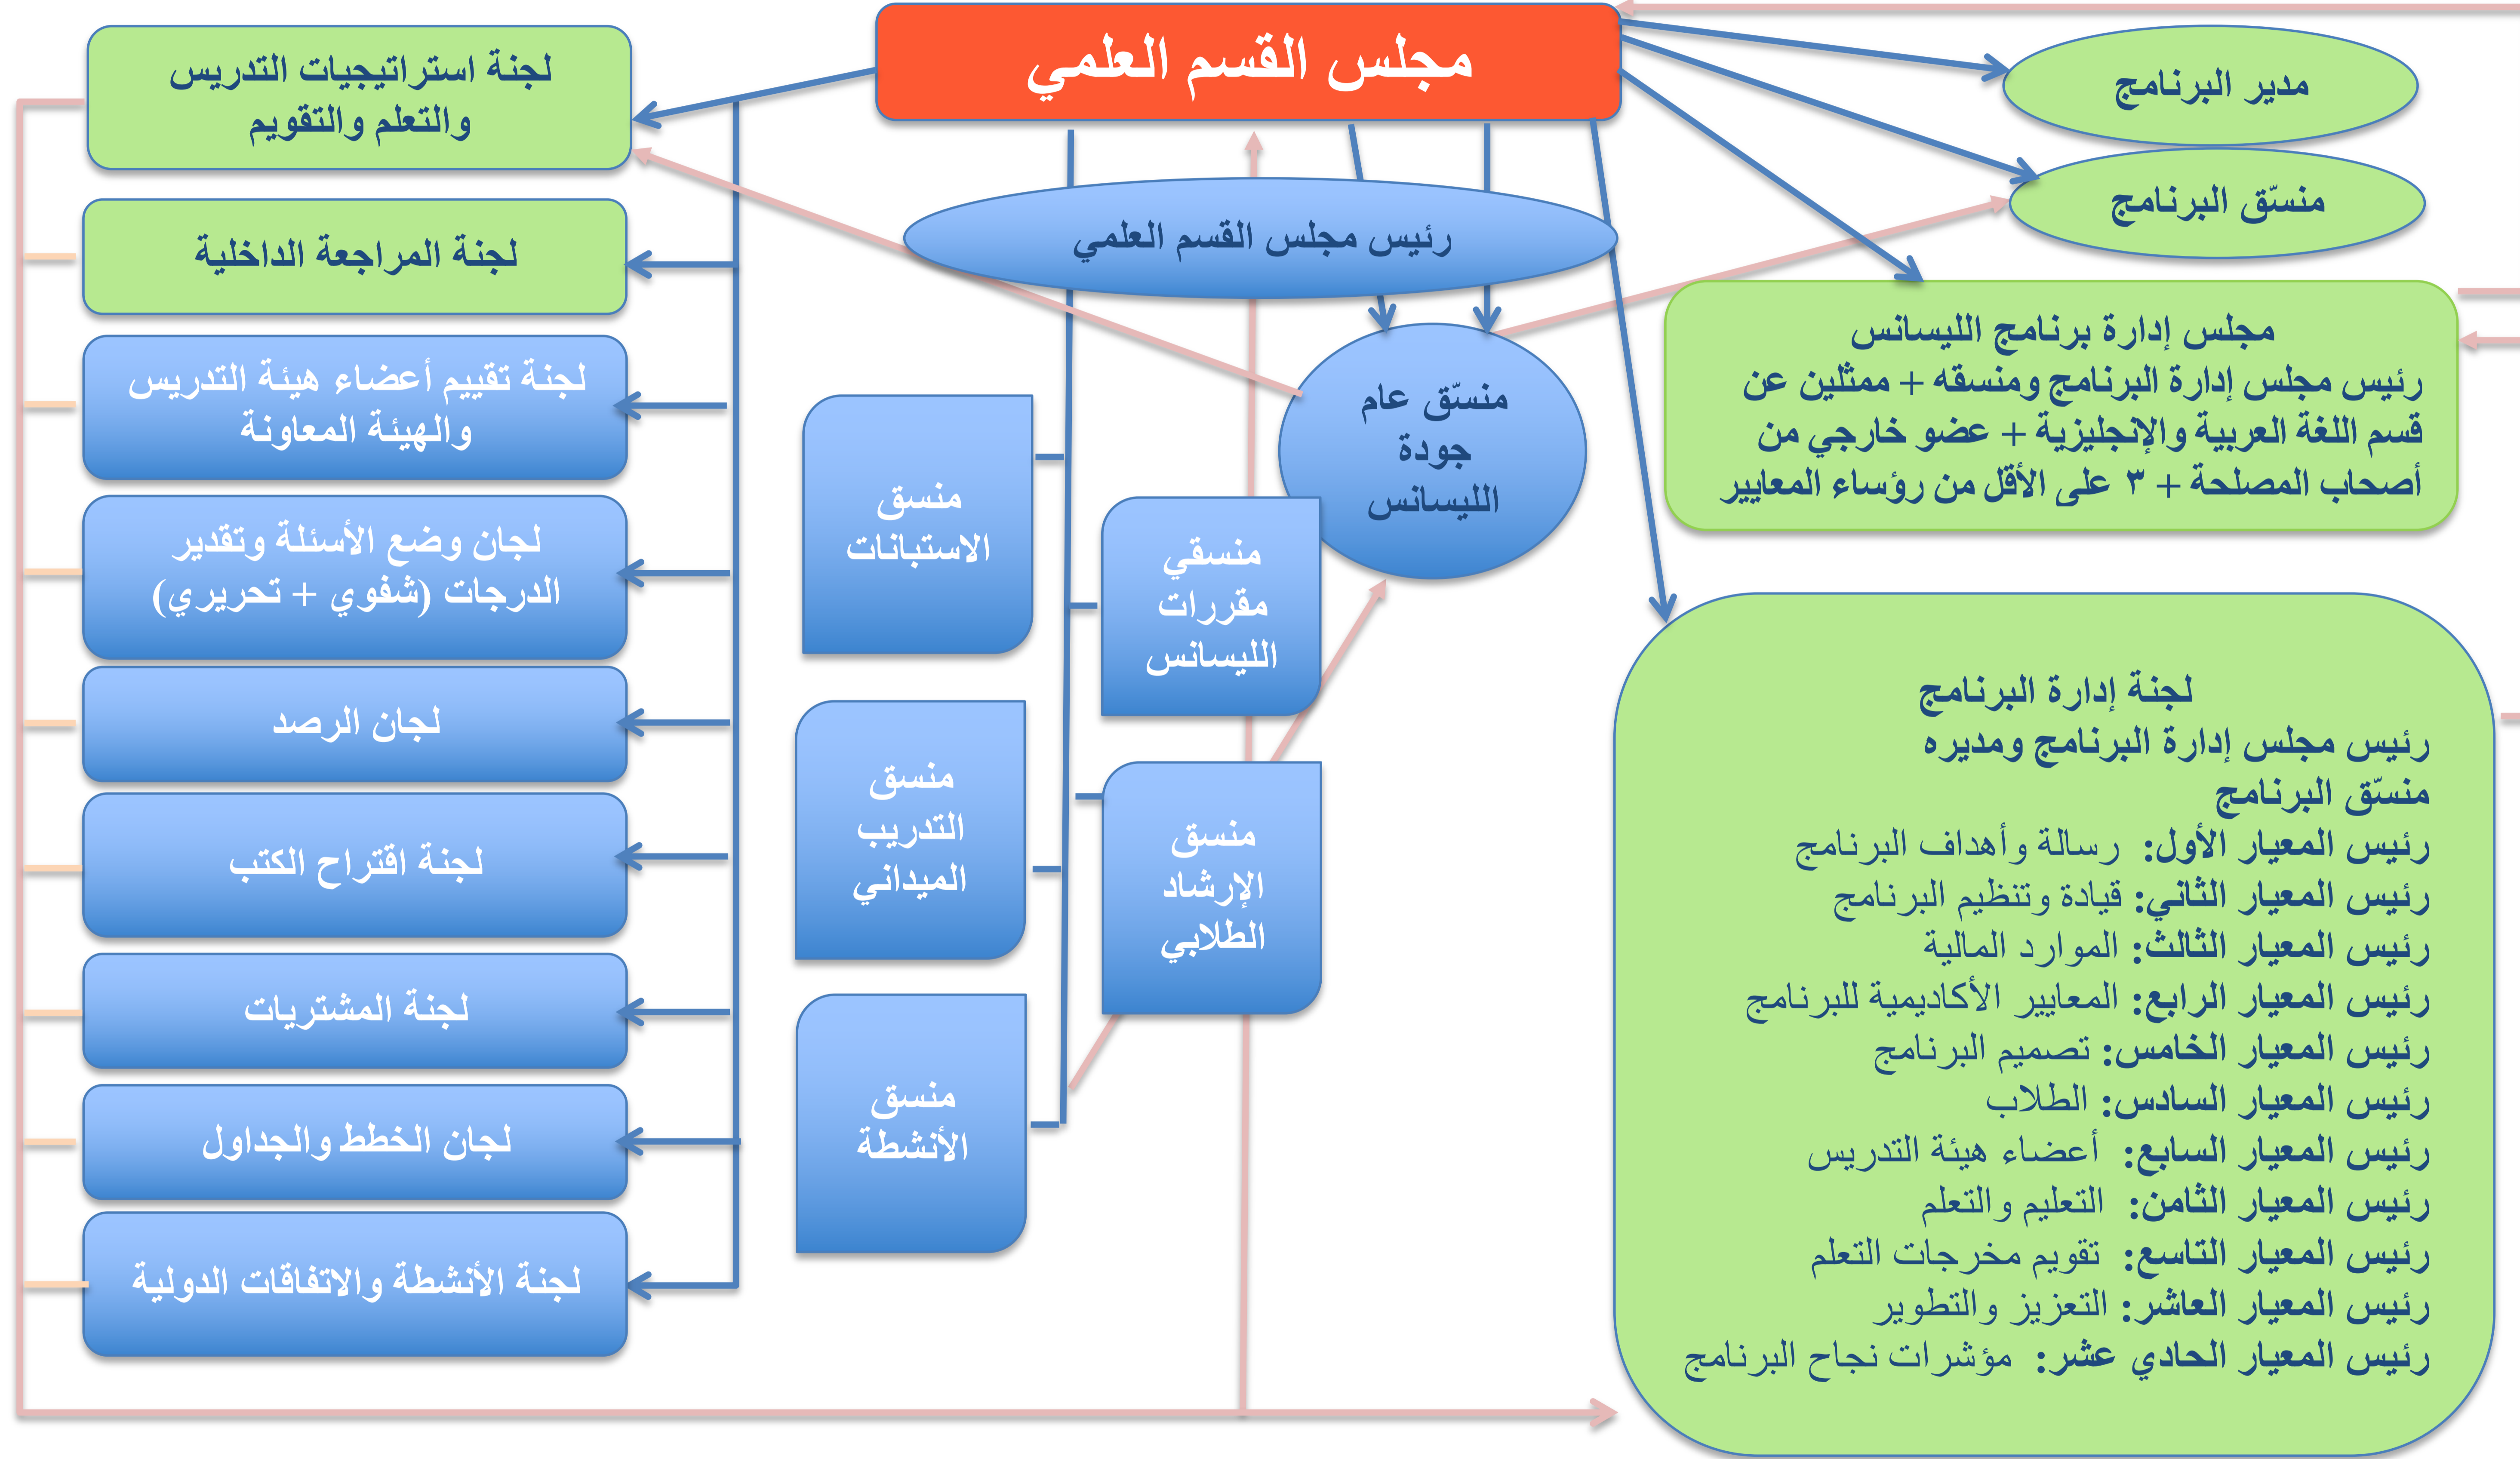 مجلس القسم العلمي
مدير البرنامج
منسّق البرنامج
رئيس مجلس القسم العلمي
مجلس إدارة برنامج الليسانس
رئيس مجلس إدارة البرنامج ومنسقه + ممثلين عن
قسم اللغة العربية والإنجليزية + عضو خارجي من
أصحاب المصلحة + ٣ على الأقل من رؤساء المعايير
منسّق عام
جودة
الليسانس
لجنة إدارة البرنامج
رئيس مجلس إدارة البرنامج ومديره
منسّق البرنامج
رئيس المعيار الأول: رسالة وأهداف البرنامج
رئيس المعيار الثاني: قيادة وتنظيم البرنامج
رئيس المعيار الثالث: الموارد المالية
رئيس المعيار الرابع: المعايير الأكاديمية للبرنامج
رئيس المعيار الخامس: تصميم البرنامج
رئيس المعيار السادس: الطلاب
رئيس المعيار السابع: أعضاء هيئة التدريس
رئيس المعيار الثامن: التعليم والتعلم
رئيس المعيار التاسع: تقويم مخرجات التعلم
رئيس المعيار العاشر: التعزيز والتطوير
رئيس المعيار الحادي عشر: مؤشرات نجاح البرنامج
منسقي
مقررات
الليسانس
منسق
الإرشاد
الطلابي
منسق
الاستبانات
منسق
التدريب
الميداني
منسق
الأنشطة
لجنة استراتيجيات التدريس
والتعلم والتقويم
لجنة المراجعة الداخلية
لجنة تقييم أعضاء هيئة التدريس
والهيئة المعاونة
لجان وضع الأسئلة وتقدير
الدرجات (شفوي + تحريري)
لجان الرصد
لجنة اقتراح الكتب
لجنة المشتريات
لجان الخطط والجداول
لجنة الأنشطة والاتفاقات الدولية